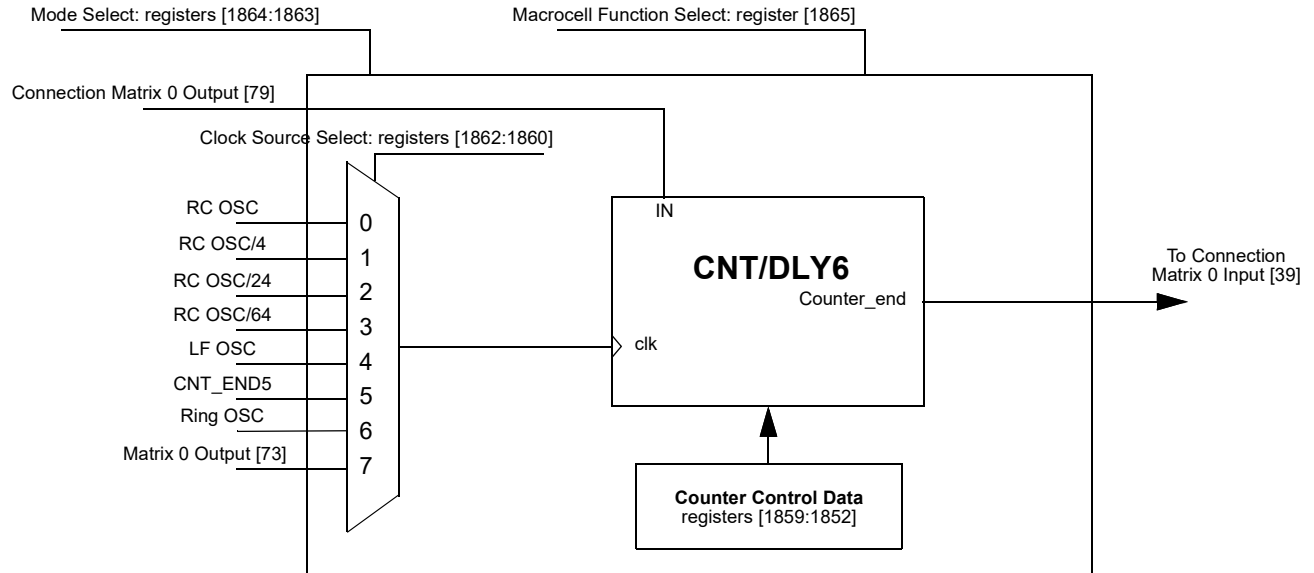 Mode Select: registers [1864:1863]
Macrocell Function Select: register [1865]
Connection Matrix 0 Output [79]
Clock Source Select: registers [1862:1860]
RC OSC
0
RC OSC/4
1
RC OSC/24
2
RC OSC/64
3
LF OSC
4
CNT_END5
5
Ring OSC
6
Matrix 0 Output [73]
7
IN
CNT/DLY6
Counter_end
clk
To Connection
Matrix 0 Input [39]
Counter Control Data
registers [1859:1852]